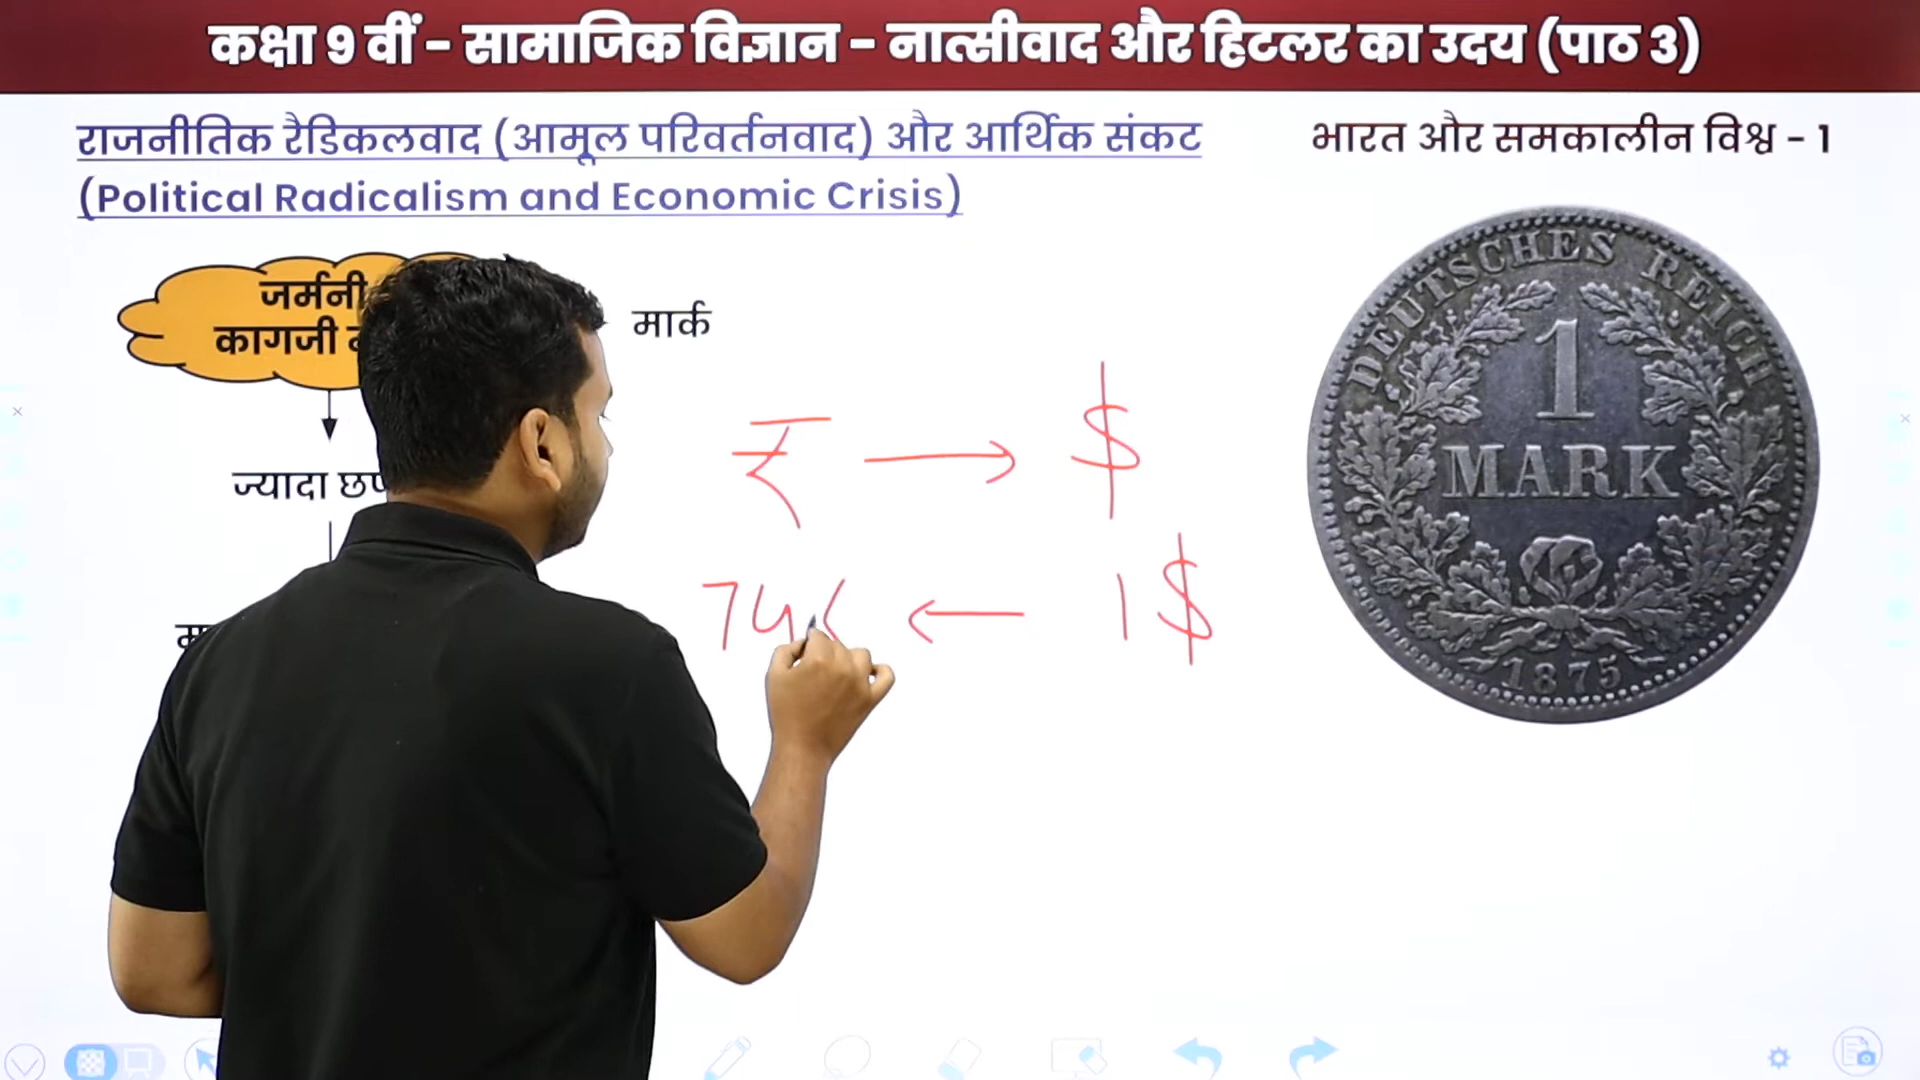 कक्षा 9 वीं - सामाजिक विज्ञान - नात्सीवाद और हिटलर का उदय (पाठ 3)
राजनीतिक रैडिकलवाद (आमूल परिवर्तनवाद) और आर्थिक संकट
(Political Radicalism and Economic Crisis)
भारत और समकालीन विश्व - 1
जर्मनी
कागजी
मार्क
ज्यादा
₹ → $
← 1 $
DEUTSCHES REICH
1
MARK
1875